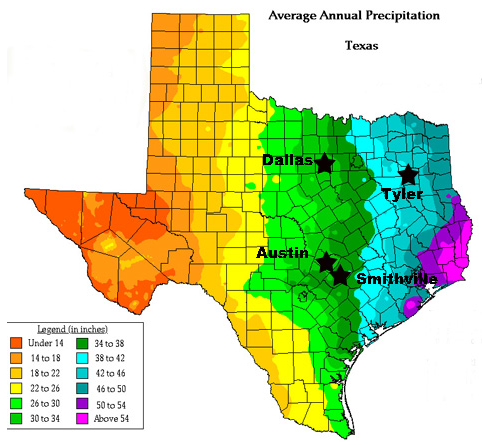 Average Annual Precipitation
Texas
Dallas
Tyler
Austin
Smithville
Legend (in inches)
Under 14
14 to 18
18 to 22
22 to 26
26 to 30
30 to 34
34 to 38
38 to 42
42 to 46
46 to 50
50 to 54
Above 54